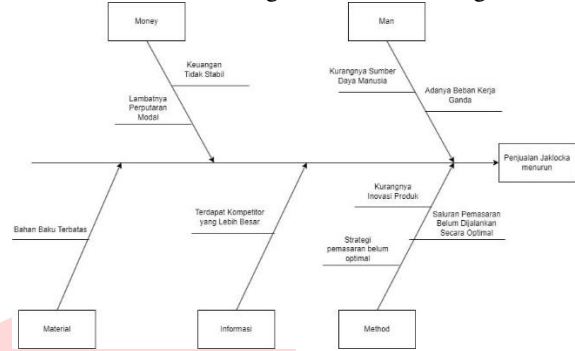 Money
Man
Keuangan
Tidak Stabil
Lambatnya
Perputaran
Modal
Kurangnya Sumber
Daya Manusia
Adanya Beban Kerja
Ganda
Penjualan Jaklocka
menurun
Bahan Baku Terbatas
Terdapat Kompetitor
yang Lebih Besar
Kurangnya
Inovasi Produk
Saluran Pemasaran
Belum Dijalankan
Secara Optimal
Strategi
pemasaran belum
optimal
Material
Informasi
Method